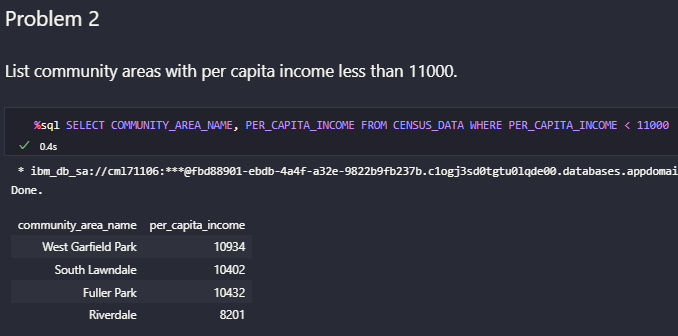 Problem 2
List community areas with per capita income less than 11000.
%sql SELECT COMMUNITY_AREA_NAME, PER_CAPITA_INCOME FROM CENSUS_DATA WHERE PER_CAPITA_INCOME < 11000
0.4s
* ibm_db_sa://cml71106:***@fbd88901-ebdb-4a4f-a32e-9822b9fb237b.c1ogj3sd0tgtu0lqde00.databases.appdomai
Done.
community_area_name per_capita_income
West Garfield Park 10934
South Lawndale 10402
Fuller Park 10432
Riverdale 8201